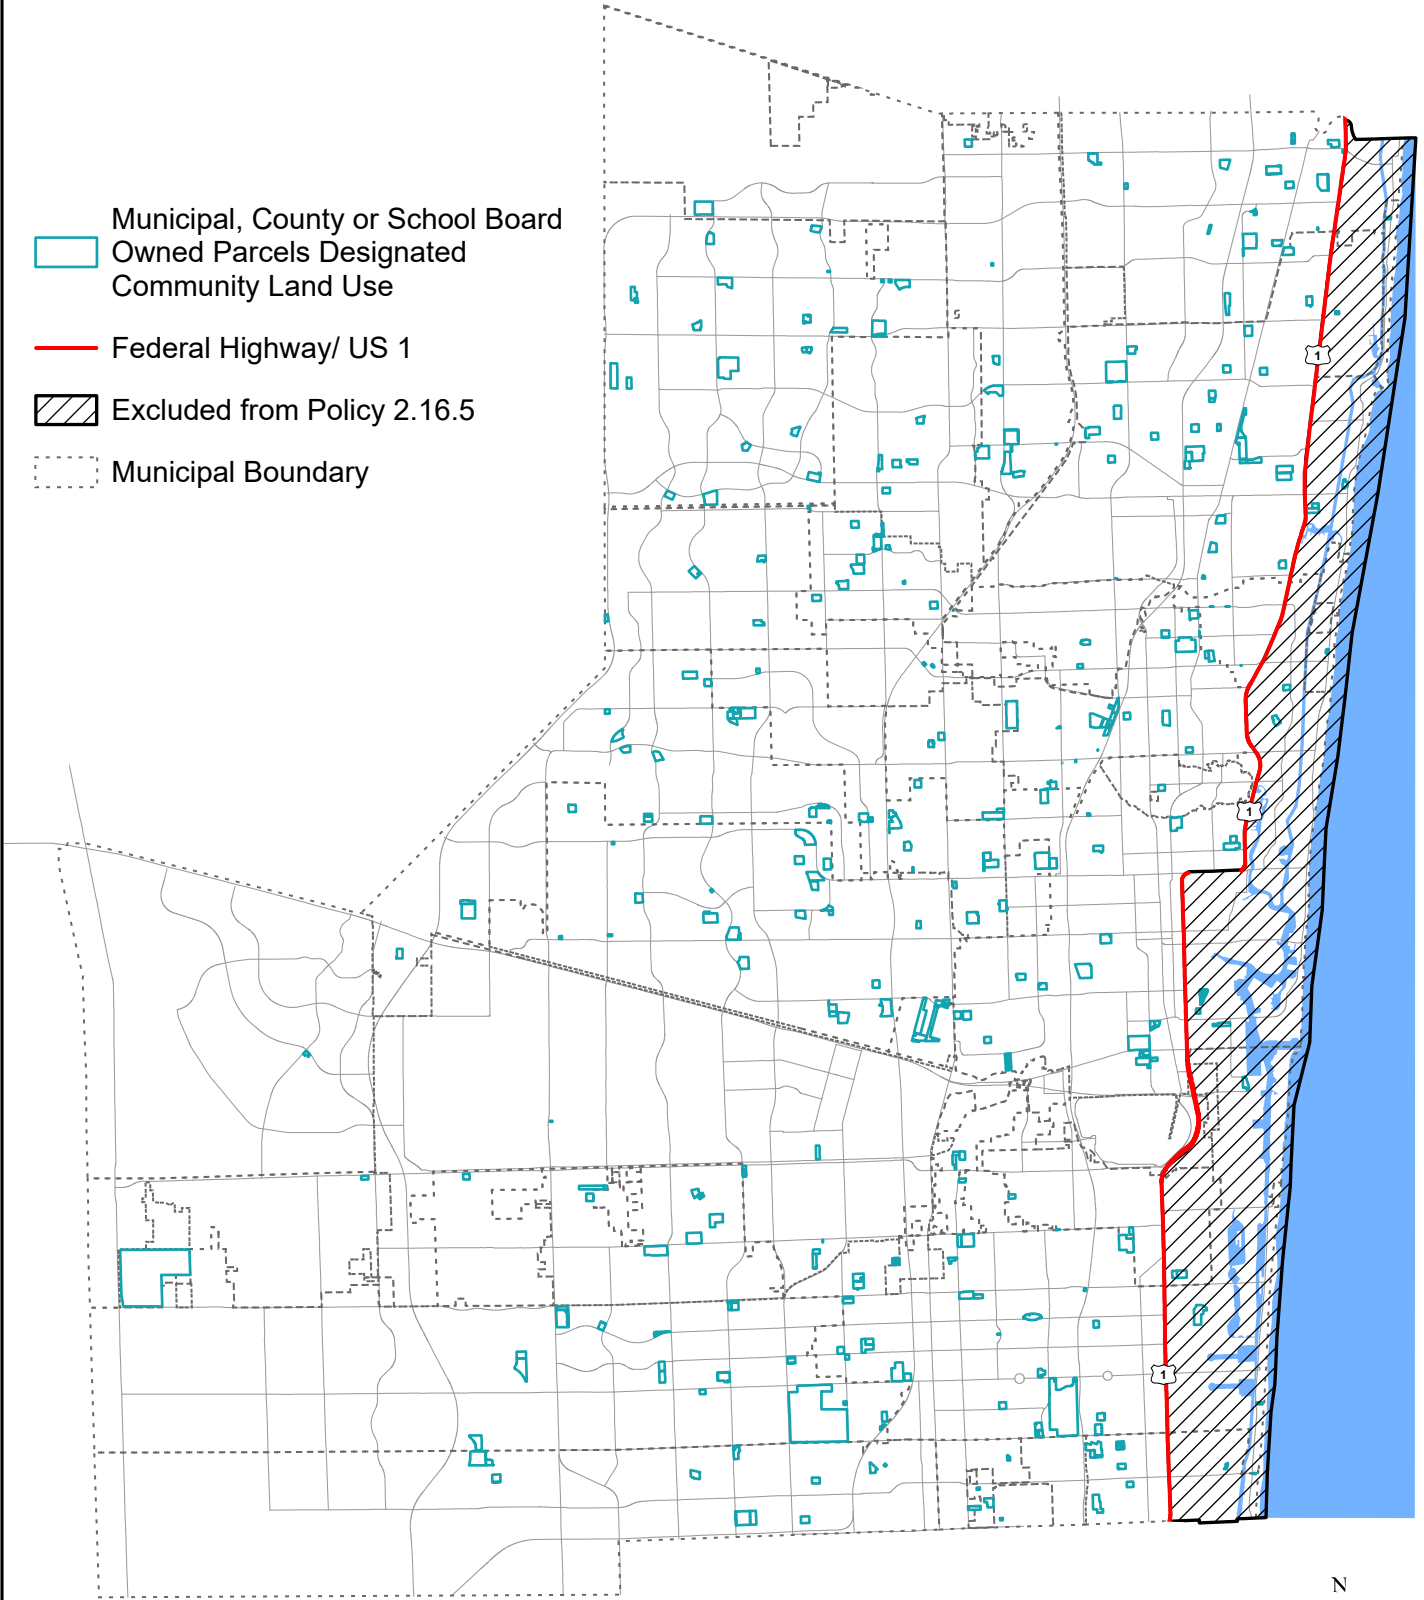 Municipal, County or School Board
Owned Parcels Designated
Community Land Use
Federal Highway/ US 1
Excluded from Policy 2.16.5
Municipal Boundary
1
1
1
N